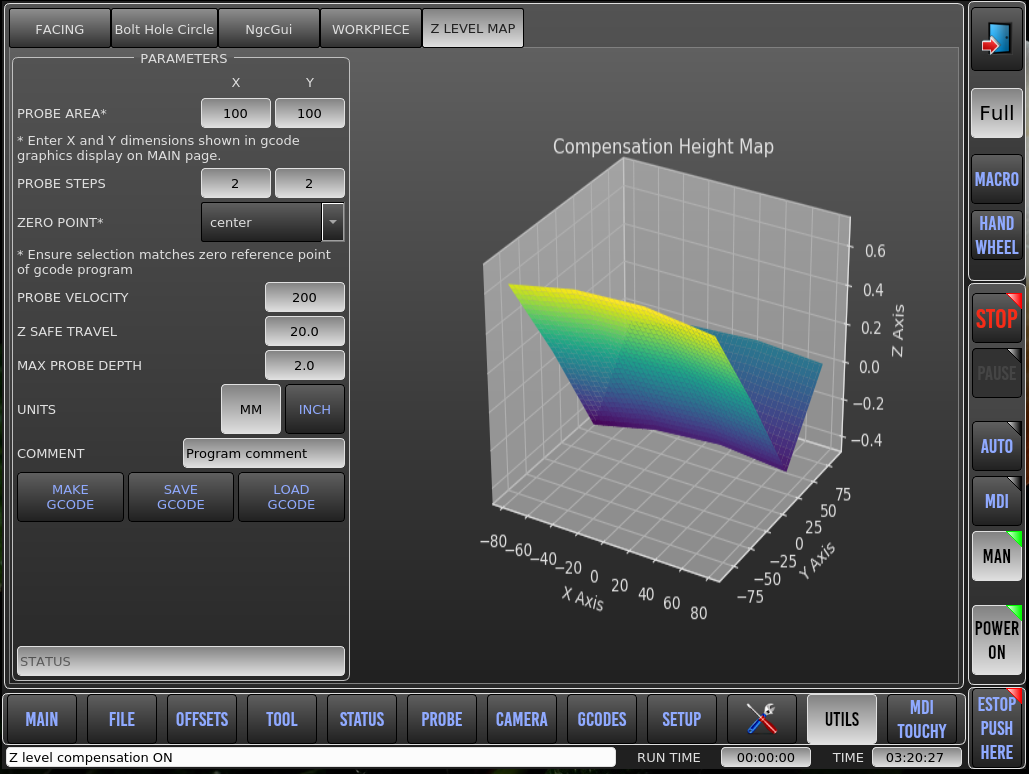 FACING
Bolt Hole Circle
NgcGui
WORKPIECE
Z LEVEL MAP
PARAMETERS
X Y
PROBE AREA* 100 100
* Enter X and Y dimensions shown in gcode
graphics display on MAIN page.
PROBE STEPS 2 2
ZERO POINT* center
* Ensure selection matches zero reference point
of gcode program
PROBE VELOCITY 200
Z SAFE TRAVEL 20.0
MAX PROBE DEPTH 2.0
UNITS MM INCH
COMMENT Program comment
MAKE
GCODE
SAVE
GCODE
LOAD
GCODE
STATUS
Compensation Height Map
0.6
0.4
0.2
0.0
−0.2
−0.4
Z Axis
75
50
25
0
−25
−50
−75
Y Axis
−80
−60
−40
−20
0
20
40
60
80
X Axis
Full
MACRO
HAND
WHEEL
STOP
PAUSE
AUTO
MDI
MAN
POWER
ON
ESTOP
PUSH
HERE
MAIN
FILE
OFFSETS
TOOL
STATUS
PROBE
CAMERA
GCODES
SETUP
UTILS
MDI
TOUCHY
Z level compensation ON
RUN TIME 00:00:00 TIME 03:20:27